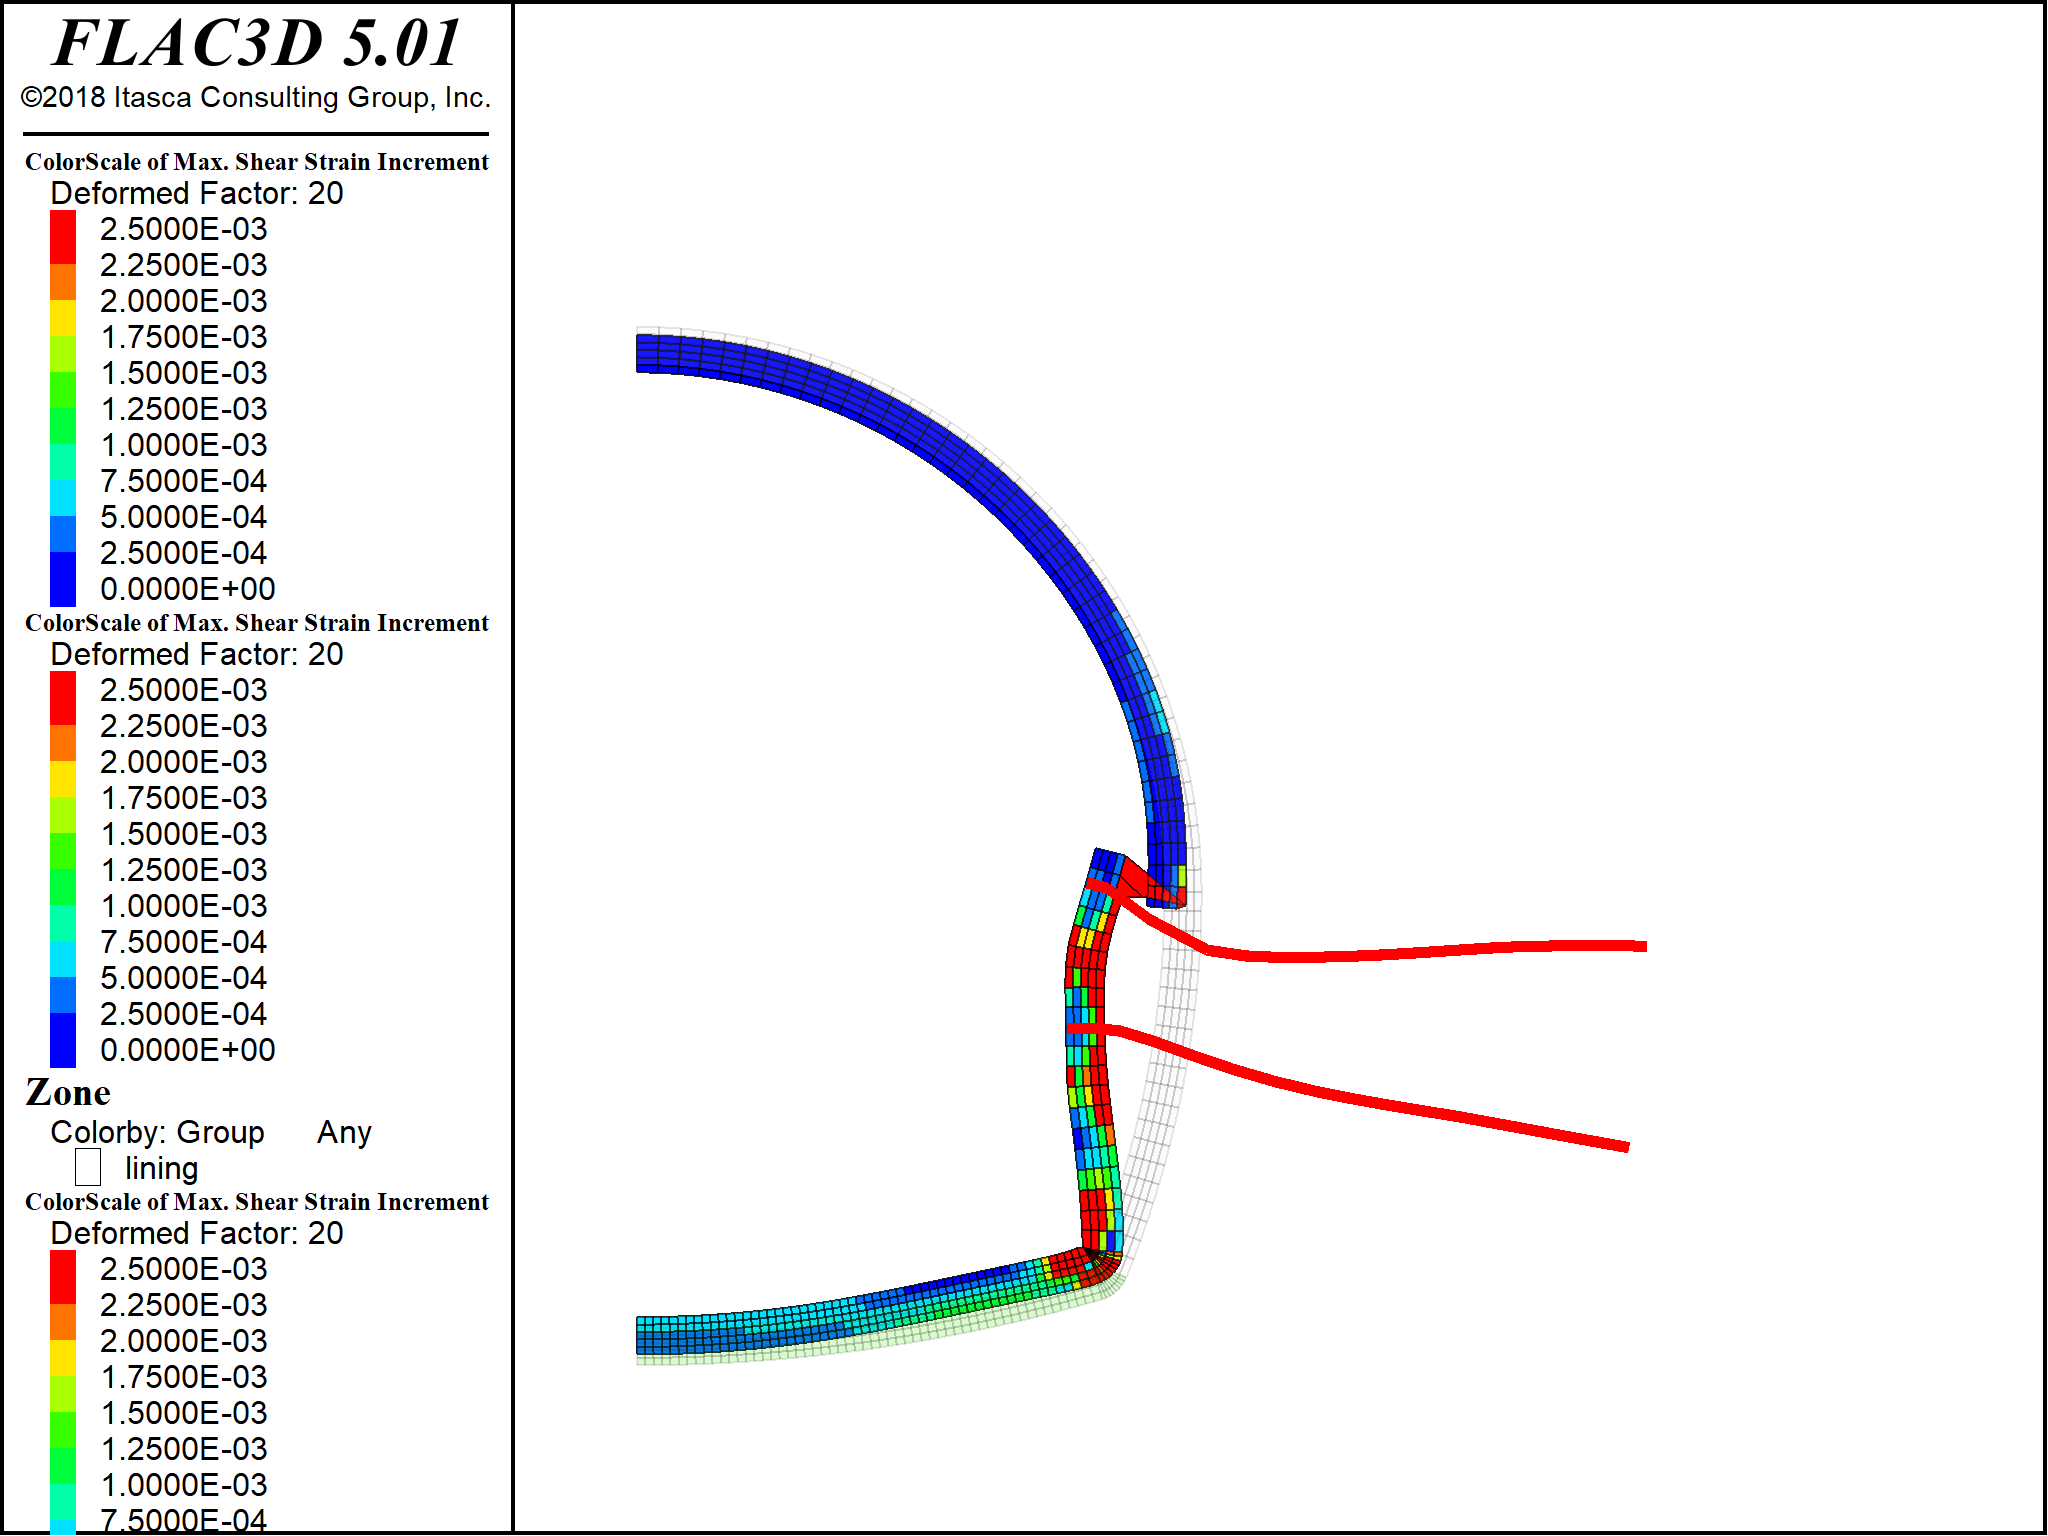 FLAC3D 5.01
©2018 Itasca Consulting Group, Inc.
ColorScale of Max. Shear Strain Increment
Deformed Factor: 20
2.5000E-03
2.2500E-03
2.0000E-03
1.7500E-03
1.5000E-03
1.2500E-03
1.0000E-03
7.5000E-04
5.0000E-04
2.5000E-04
0.0000E+00
ColorScale of Max. Shear Strain Increment
Deformed Factor: 20
2.5000E-03
2.2500E-03
2.0000E-03
1.7500E-03
1.5000E-03
1.2500E-03
1.0000E-03
7.5000E-04
5.0000E-04
2.5000E-04
0.0000E+00
Zone
Colorby: Group Any
lining
ColorScale of Max. Shear Strain Increment
Deformed Factor: 20
2.5000E-03
2.2500E-03
2.0000E-03
1.7500E-03
1.5000E-03
1.2500E-03
1.0000E-03
7.5000E-04